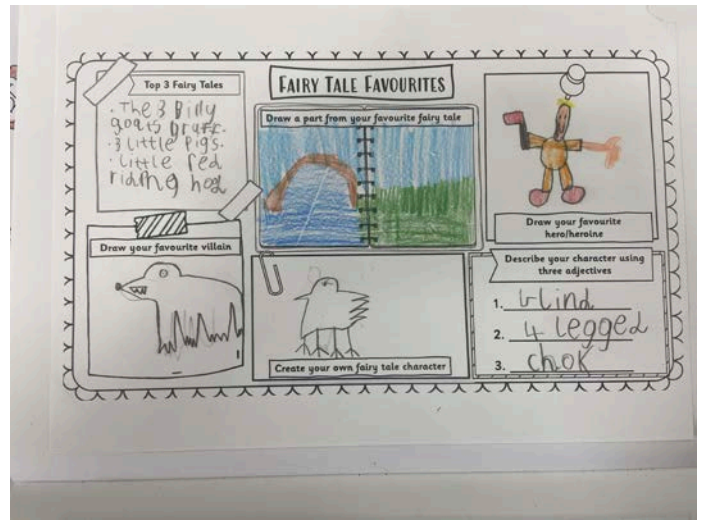 Top 3 Fairy Tales
· The 3 Billy
goats gruff.
· 3 Little Pigs.
· Little red
riding hod
FAIRY TALE FAVOURITES
Draw a part from your favourite fairy tale
Draw your favourite
hero/heroine
Draw your favourite villain
Create your own fairy tale character
Describe your character using
three adjectives
1. blind
2. 4 legged
3. chok